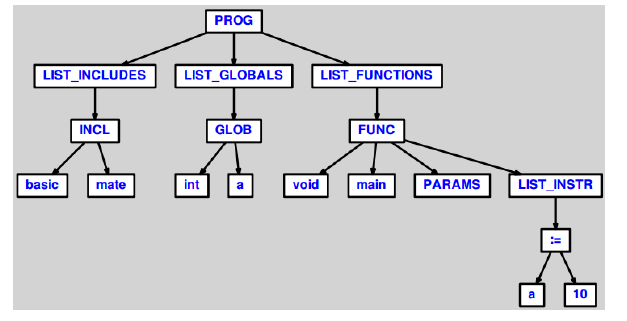 PROG
LIST_INCLUDES LIST_GLOBALS LIST_FUNCTIONS
INCL GLOB FUNC
basic mate int a void main PARAMS LIST_INSTR
:=
a 10